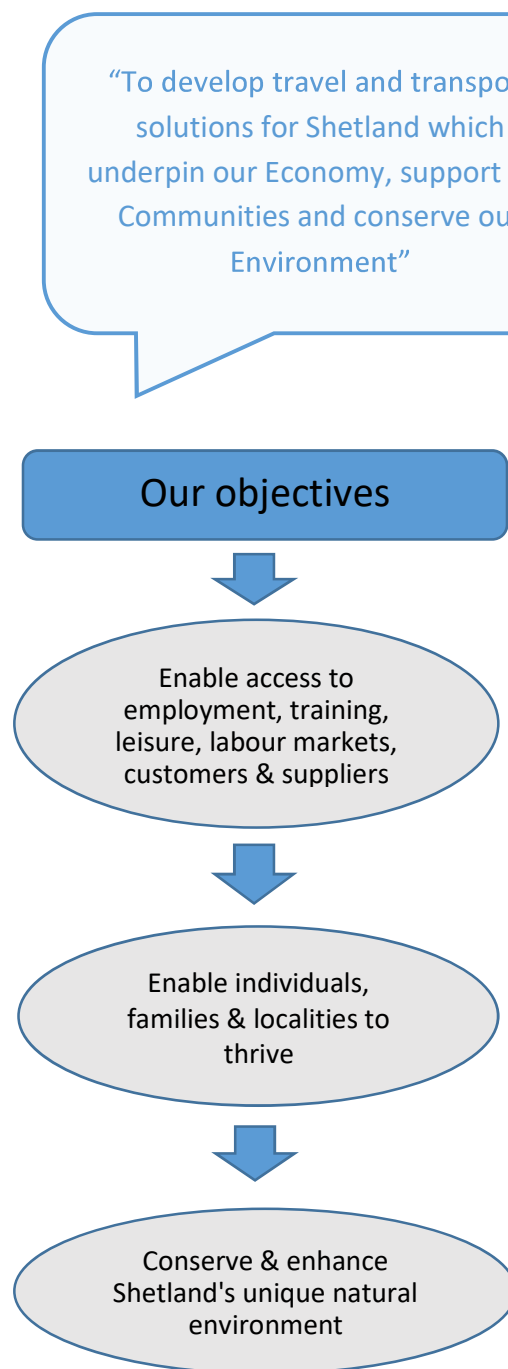 “To develop travel and transpo
solutions for Shetland which
underpin our Economy, support
Communities and conserve ou
Environment”
Our objectives
Enable access to
employment, training,
leisure, labour markets,
customers & suppliers
Enable individuals,
families & localities to
thrive
Conserve & enhance
Shetland's unique natural
environment